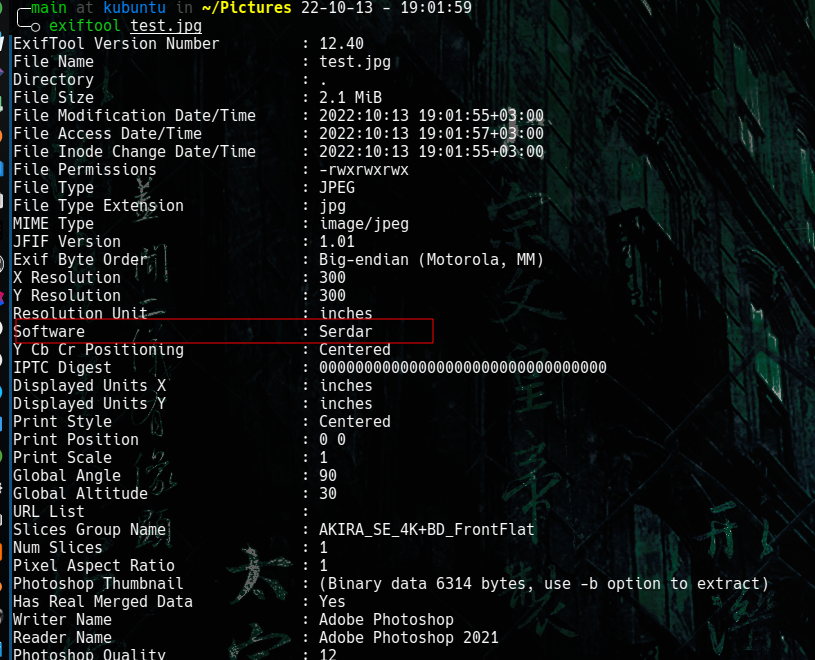 main at kubuntu in ~/Pictures 22-10-13 - 19:01:59
exiftool test.jpg
ExifTool Version Number : 12.40
File Name : test.jpg
Directory : .
File Size : 2.1 MiB
File Modification Date/Time : 2022:10:13 19:01:55+03:00
File Access Date/Time : 2022:10:13 19:01:57+03:00
File Inode Change Date/Time : 2022:10:13 19:01:55+03:00
File Permissions : -rwxrwxrwx
File Type : JPEG
File Type Extension : jpg
MIME Type : image/jpeg
JFIF Version : 1.01
Exif Byte Order : Big-endian (Motorola, MM)
X Resolution : 300
Y Resolution : 300
Resolution Unit : inches
Software : Serdar
Y Cb Cr Positioning : Centered
IPTC Digest : 00000000000000000000000000000000
Displayed Units X : inches
Displayed Units Y : inches
Print Style : Centered
Print Position : 0 0
Print Scale : 1
Global Angle : 90
Global Altitude : 30
URL List :
Slices Group Name : AKIRA_SE_4K+BD_FrontFlat
Num Slices : 1
Pixel Aspect Ratio : 1
Photoshop Thumbnail : (Binary data 6314 bytes, use -b option to extract)
Has Real Merged Data : Yes
Writer Name : Adobe Photoshop
Reader Name : Adobe Photoshop 2021
Photoshop Quality : 12